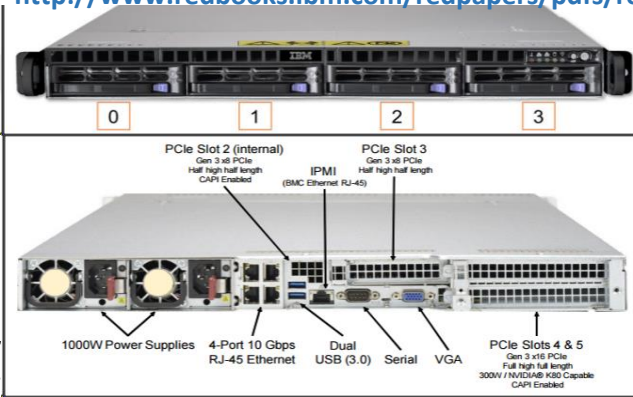 http://www.redbooks.ibm.com/redpapers/pdfs/re
IBM
0 1 2 3
PCIe Slot 2 (internal)
Gen 3 x8 PCIe
Half high half length
CAPI Enabled
IPMI
(BMC Ethernet RJ-45)
PCIe Slot 3
Gen 3 x8 PCIe
Half high half length
1000W Power Supplies
4-Port 10 Gbps
RJ-45 Ethernet
Dual
USB (3.0)
Serial
VGA
PCIe Slots 4 & 5
Gen 3 x16 PCIe
Full high full length
300W / NVIDIA® K80 Capable
CAPI Enabled